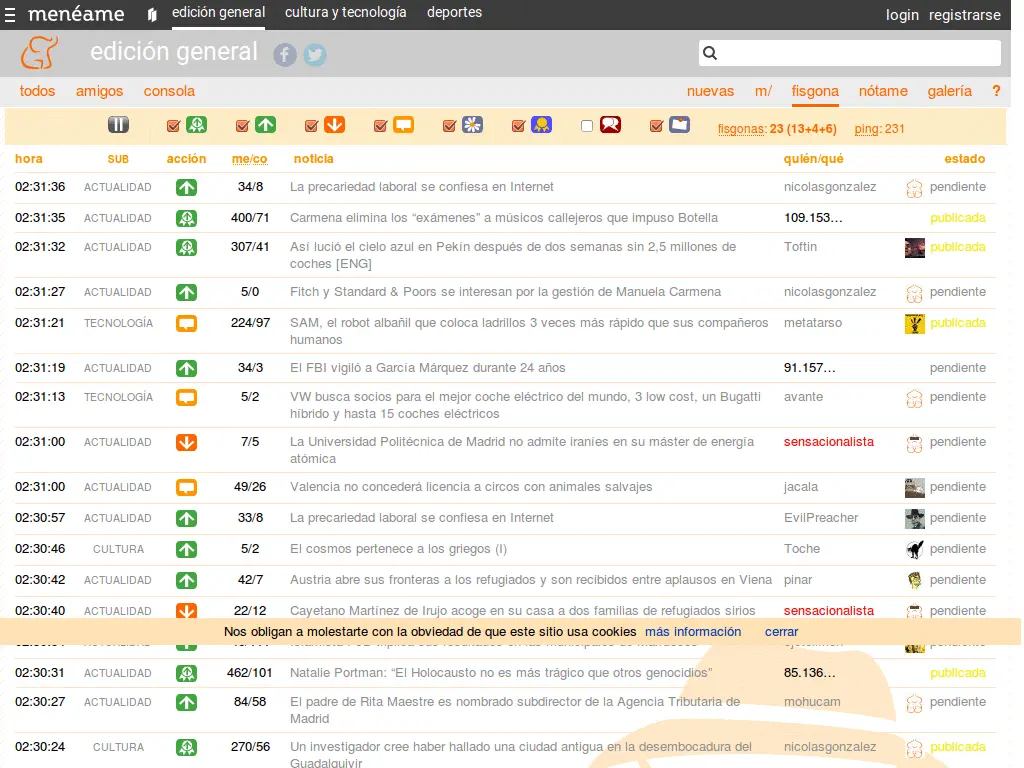 menéame edición general cultura y tecnología deportes login registrarse
edición general
todos amigos consola nuevas m/ fisgona nótame galería ?
fisgonas: 23 (13+4+6) ping: 231
hora SUB acción me/co noticia quién/qué estado
02:31:36 ACTUALIDAD 34/8 La precariedad laboral se confiesa en Internet nicolasgonzalez pendiente
02:31:35 ACTUALIDAD 400/71 Carmena elimina los “exámenes” a músicos callejeros que impuso Botella 109.153… publicada
02:31:32 ACTUALIDAD 307/41 Así lució el cielo azul en Pekín después de dos semanas sin 2,5 millones de Toftin publicada
coches [ENG]
02:31:27 ACTUALIDAD 5/0 Fitch y Standard & Poors se interesan por la gestión de Manuela Carmena nicolasgonzalez pendiente
02:31:21 TECNOLOGÍA 224/97 SAM, el robot albañil que coloca ladrillos 3 veces más rápido que sus compañeros metatarso publicada
humanos
02:31:19 ACTUALIDAD 34/3 El FBI vigiló a García Márquez durante 24 años 91.157… pendiente
02:31:13 TECNOLOGÍA 5/2 VW busca socios para el mejor coche eléctrico del mundo, 3 low cost, un Bugatti avante pendiente
híbrido y hasta 15 coches eléctricos
02:31:00 ACTUALIDAD 7/5 La Universidad Politécnica de Madrid no admite iraníes en su máster de energía sensacionalista pendiente
atómica
02:31:00 ACTUALIDAD 49/26 Valencia no concederá licencia a circos con animales salvajes jacala pendiente
02:30:57 ACTUALIDAD 33/8 La precariedad laboral se confiesa en Internet EvilPreacher pendiente
02:30:46 CULTURA 5/2 El cosmos pertenece a los griegos (I) Toche pendiente
02:30:42 ACTUALIDAD 42/7 Austria abre sus fronteras a los refugiados y son recibidos entre aplausos en Viena pinar pendiente
02:30:40 ACTUALIDAD 22/12 Cayetano Martínez de Irujo acoge en su casa a dos familias de refugiados sirios sensacionalista pendiente
Nos obligan a molestarte con la obviedad de que este sitio usa cookies más información cerrar
02:30:31 ACTUALIDAD 462/101 Natalie Portman: “El Holocausto no es más trágico que otros genocidios” 85.136… publicada
02:30:27 ACTUALIDAD 84/58 El padre de Rita Maestre es nombrado subdirector de la Agencia Tributaria de mohucam pendiente
Madrid
02:30:24 CULTURA 270/56 Un investigador cree haber hallado una ciudad antigua en la desembocadura del nicolasgonzalez publicada
Guadalquivir